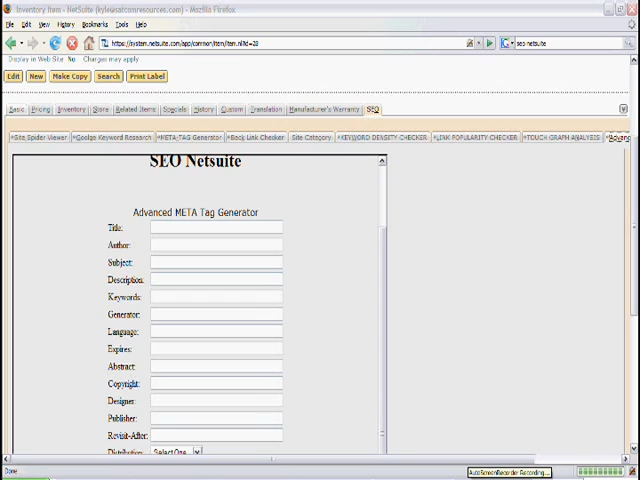 Inventory Item - NetSuite (kyle@satcomresources.com) - Mozilla Firefox
File Edit View History Bookmarks Tools Help
https://system.netsuite.com/app/common/item/item.nl?id=28
seo netsuite
Display in Web Site No Changes may apply
Edit New Make Copy Search Print Label
Basic Pricing Inventory Store Related Items Specials History Custom Translation Manufacturer's Warranty SEO
*Site Spider Viewer *Google Keyword Research *META TAG Generator *Back Link Checker Site Category *KEYWORD DENSITY CHECKER *LINK POPULARITY CHECKER *TOUCH GRAPH ANALYSIS
SEO Netsuite
Advanced META Tag Generator
Title:
Author:
Subject:
Description:
Keywords:
Generator:
Language:
Expires:
Abstract:
Copyright:
Designer:
Publisher:
Revisit-After:
Distribution: Select One
Done
AutoScreenRecorder Recording...